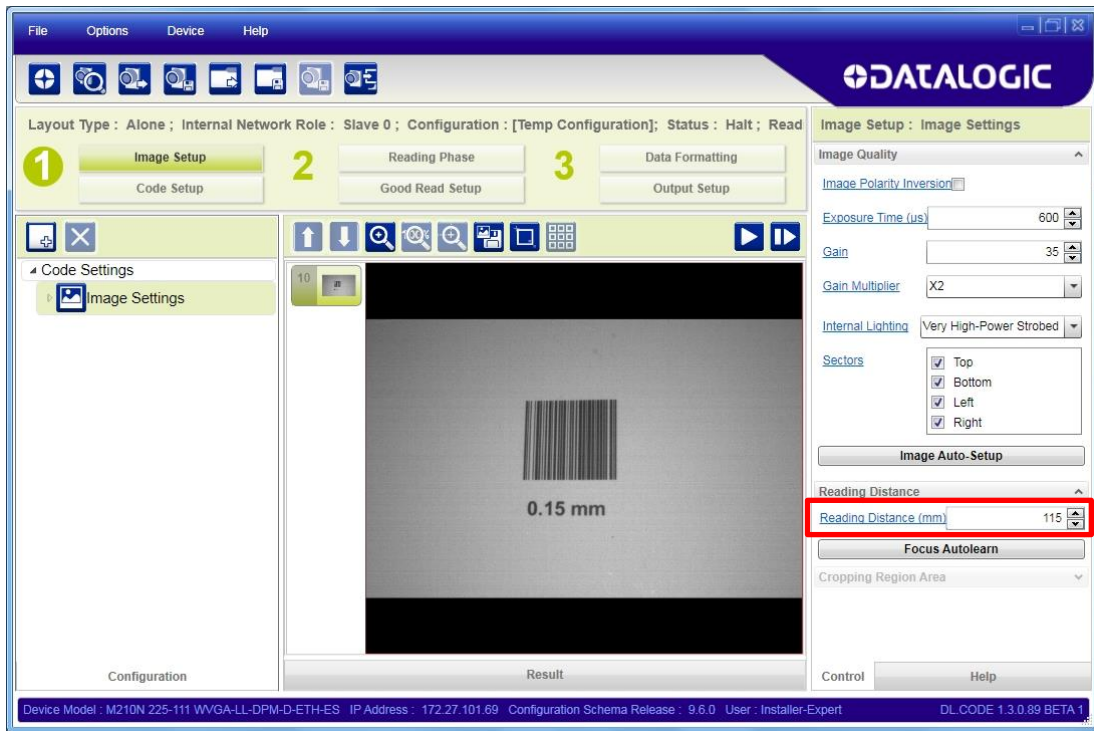 File Options Device Help
DATALOGIC
Layout Type : Alone ; Internal Network Role : Slave 0 ; Configuration : [Temp Configuration]; Status : Halt ; Read
1 Image Setup 2 Reading Phase 3 Data Formatting
Code Setup Good Read Setup Output Setup
100%
Code Settings
Image Settings
10
0.15 mm
Configuration
Result
Image Setup : Image Settings
Image Quality
Image Polarity Inversion
Exposure Time (µs) 600
Gain 35
Gain Multiplier X2
Internal Lighting Very High-Power Strobed
Sectors Top
Bottom
Left
Right
Image Auto-Setup
Reading Distance
Reading Distance (mm) 115
Focus Autolearn
Cropping Region Area
Control Help
Device Model : M210N 225-111 WVGA-LL-DPM-D-ETH-ES IP Address : 172.27.101.69 Configuration Schema Release : 9.6.0 User : Installer-Expert DL.CODE 1.3.0.89 BETA 1